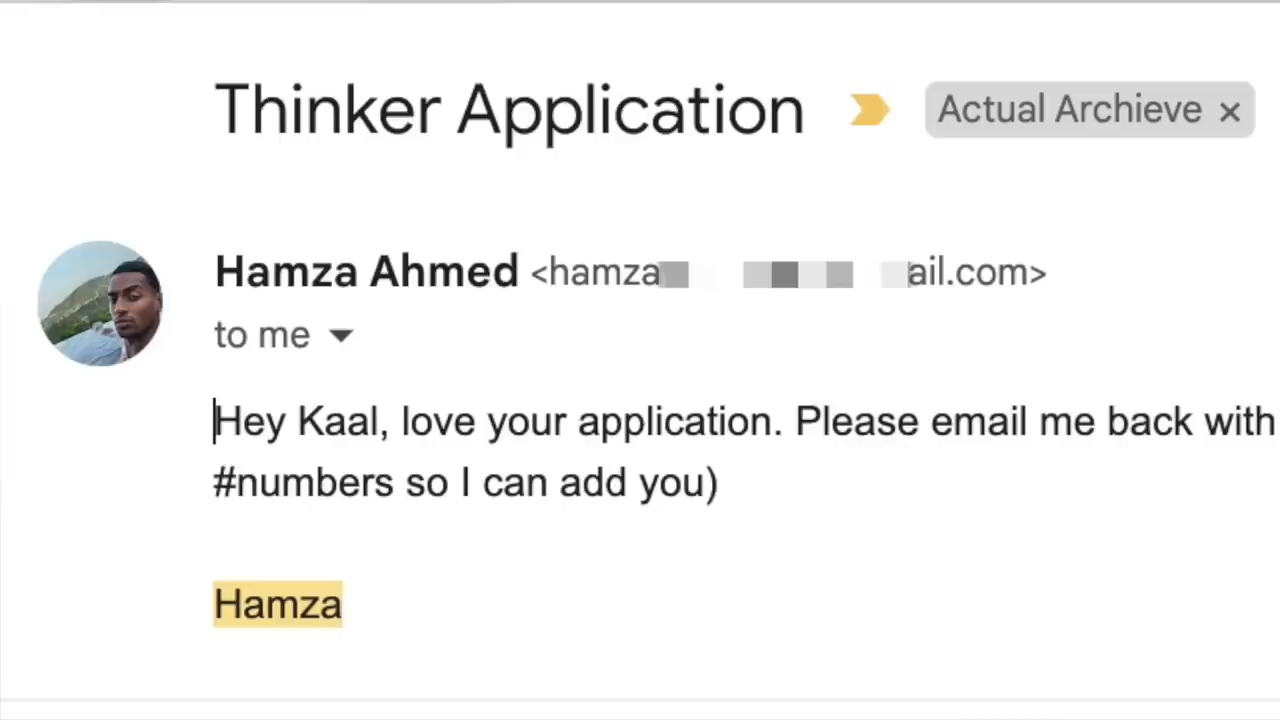 Thinker Application
Actual Archieve ×
Hamza Ahmed <hamza ail.com>
to me
Hey Kaal, love your application. Please email me back with
#numbers so I can add you)
Hamza